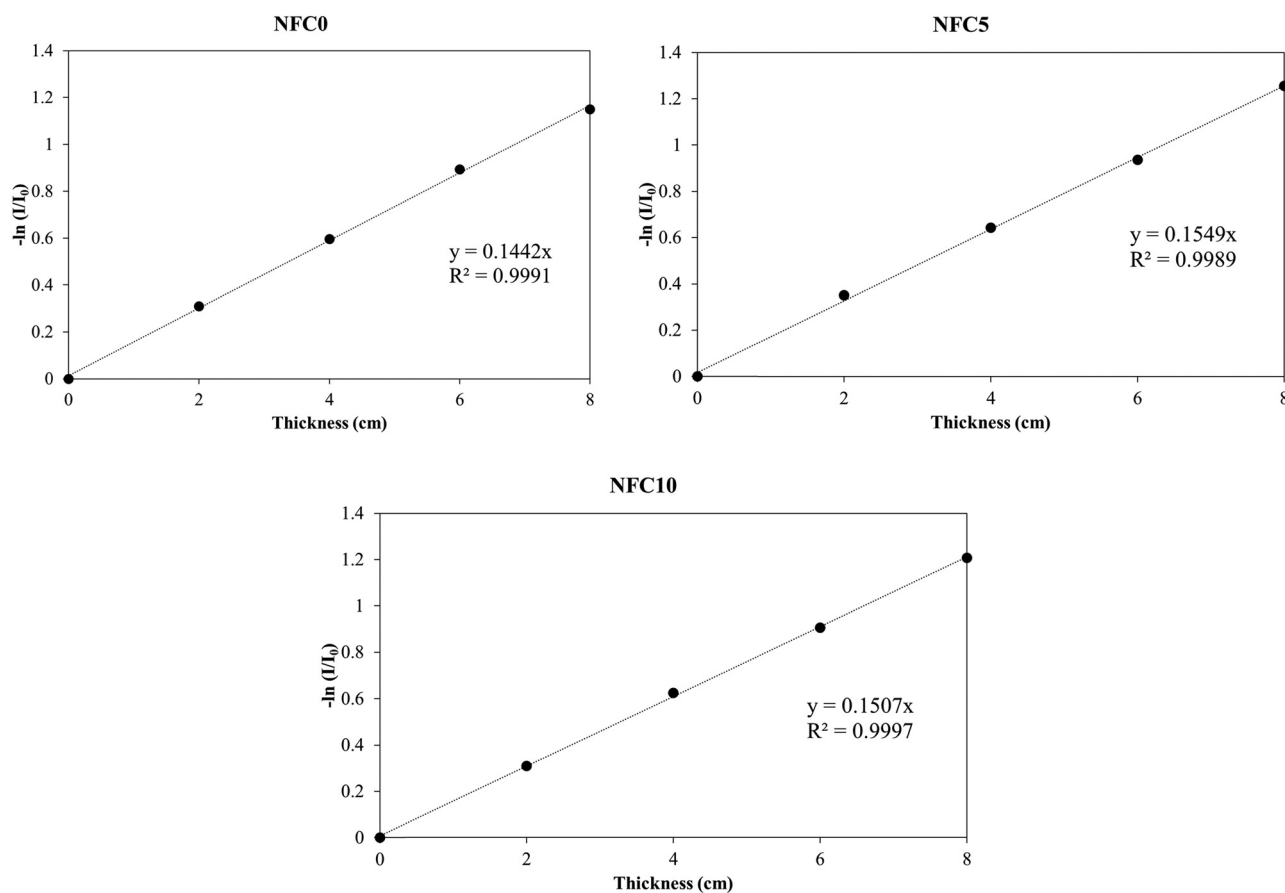 NFC0
1.4
1.2
1
0.8
0.6
0.4
0.2
0
-ln (I/I₀)
y = 0.1442x
R² = 0.9991
0 2 4 6 8
Thickness (cm)
NFC5
1.4
1.2
1
0.8
0.6
0.4
0.2
0
-ln (I/I₀)
y = 0.1549x
R² = 0.9989
0 2 4 6 8
Thickness (cm)
NFC10
1.4
1.2
1
0.8
0.6
0.4
0.2
0
-ln (I/I₀)
y = 0.1507x
R² = 0.9997
0 2 4 6 8
Thickness (cm)